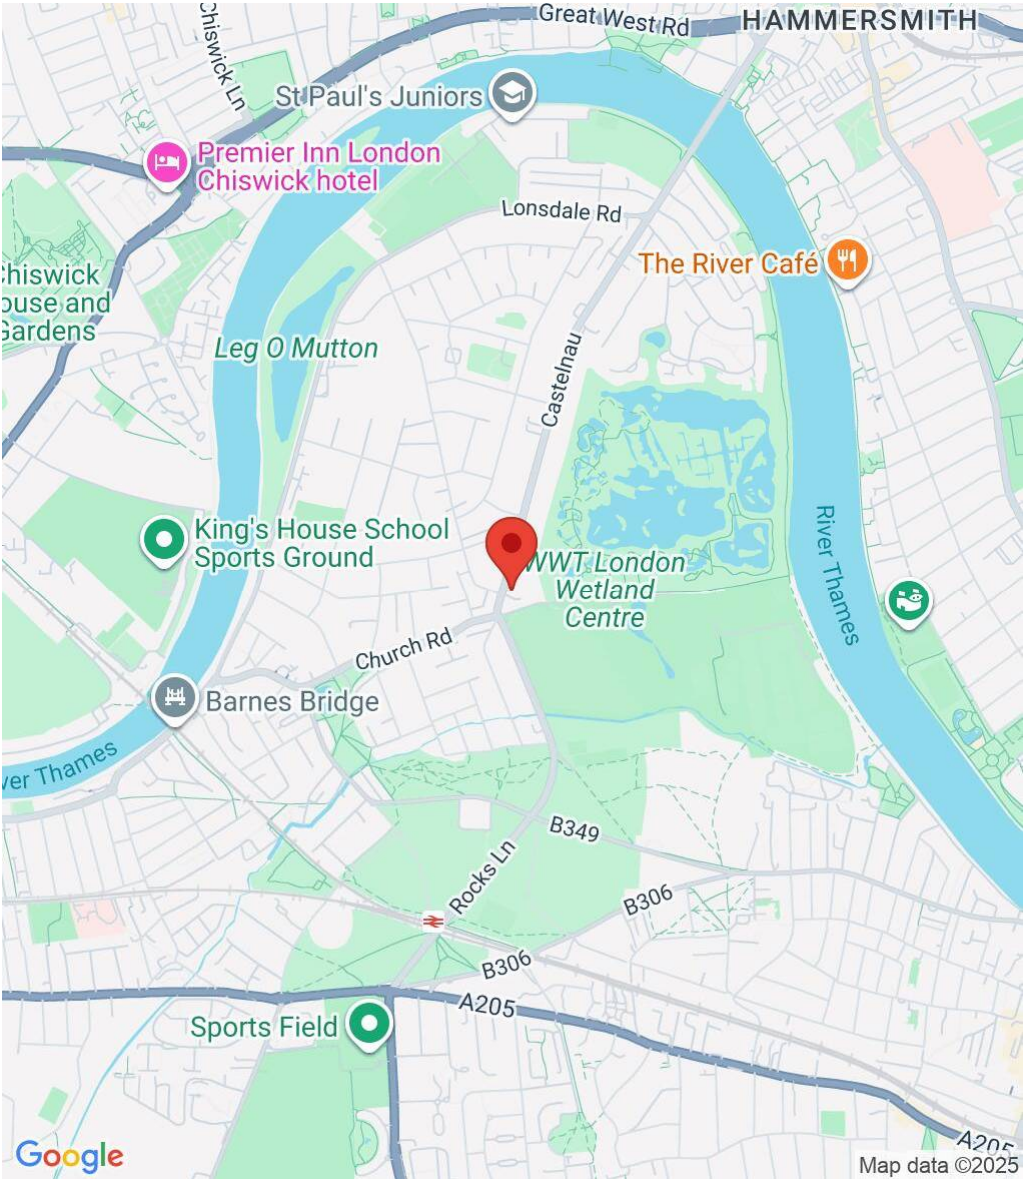 Great West Rd
HAMMERSMITH
Chiswick Ln
St Paul's Juniors
Premier Inn London
Chiswick hotel
Lonsdale Rd
The River Café
Chiswick
ouse and
Gardens
Leg O Mutton
Castelnau
King's House School
Sports Ground
WWT London
Wetland
Centre
River Thames
Church Rd
Barnes Bridge
ver Thames
B349
Rocks Ln
B306
B306
A205
Sports Field
A205
Google
Map data ©2025